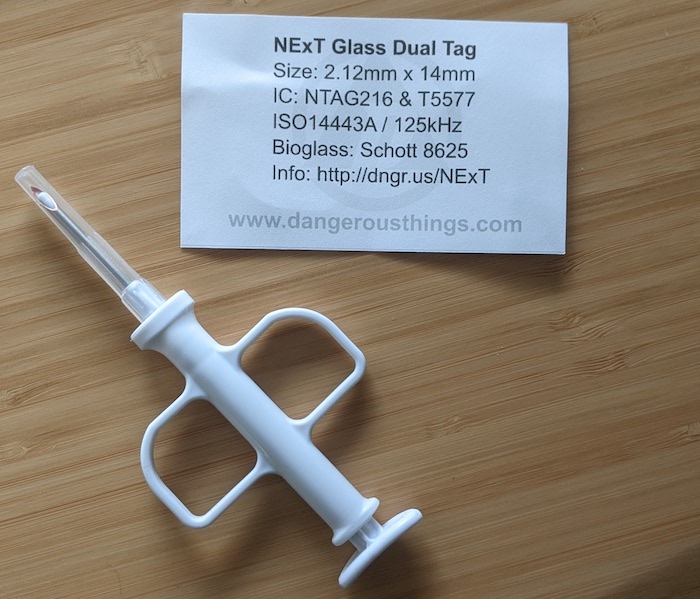 NExT Glass Dual Tag
Size: 2.12mm x 14mm
IC: NTAG216 & T5577
ISO14443A / 125kHz
Bioglass: Schott 8625
Info: http://dngr.us/NExT
www.dangerousthings.com